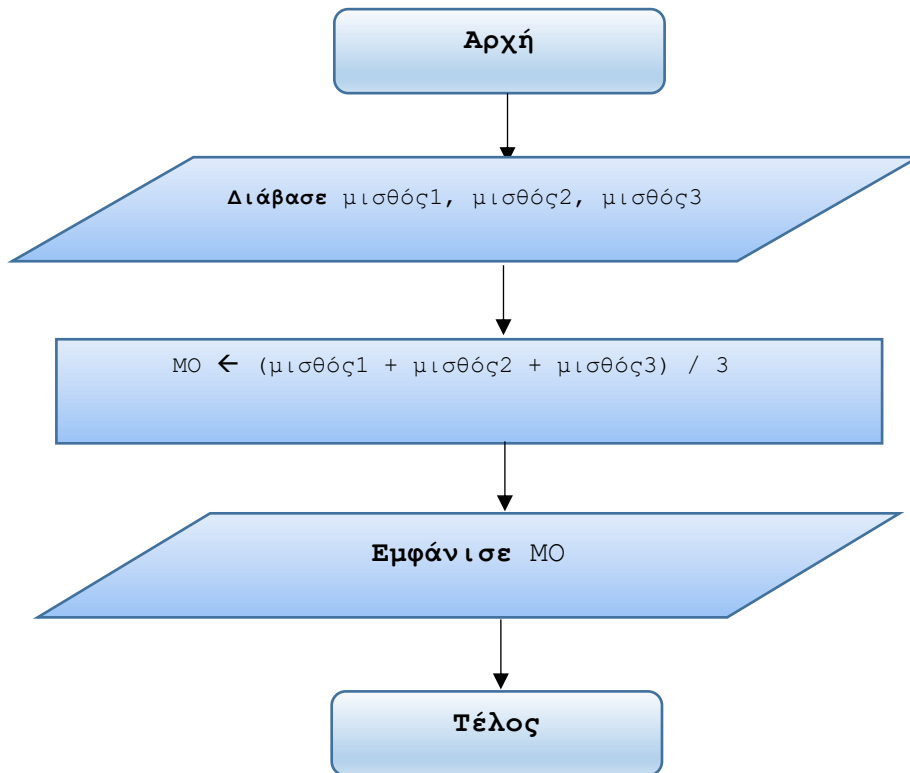 Αρχή
Διάβασε μισθός1, μισθός2, μισθός3
ΜΟ ← (μισθός1 + μισθός2 + μισθός3) / 3
Εμφάνισε ΜΟ
Τέλος